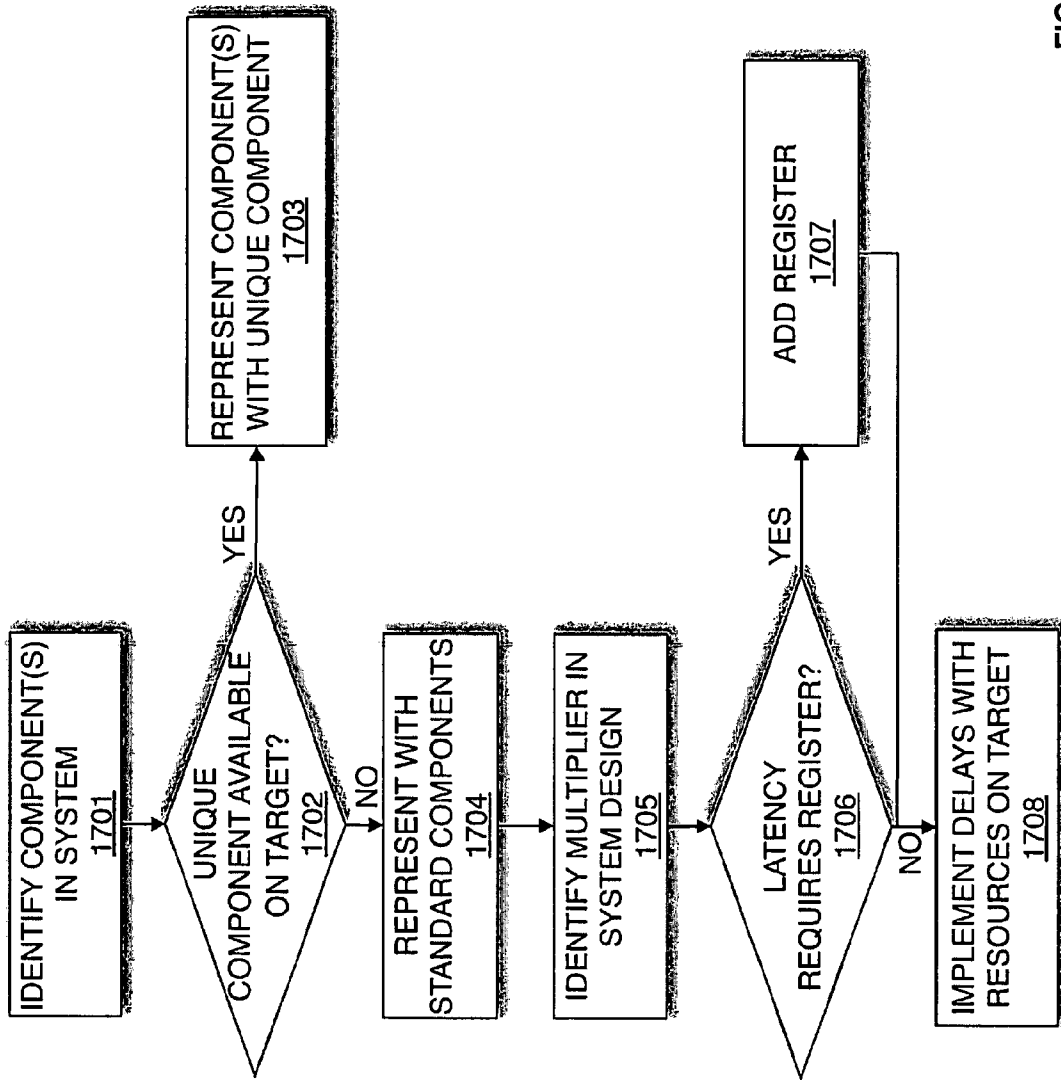 IDENTIFY COMPONENT(S)
IN SYSTEM
1701
UNIQUE
COMPONENT AVAILABLE
ON TARGET?
1702
YES
REPRESENT COMPONENT(S)
WITH UNIQUE COMPONENT
1703
NO
REPRESENT WITH
STANDARD COMPONENTS
1704
IDENTIFY MULTIPLIER IN
SYSTEM DESIGN
1705
LATENCY
REQUIRES REGISTER?
1706
YES
ADD REGISTER
1707
NO
IMPLEMENT DELAYS WITH
RESOURCES ON TARGET
1708
FIG